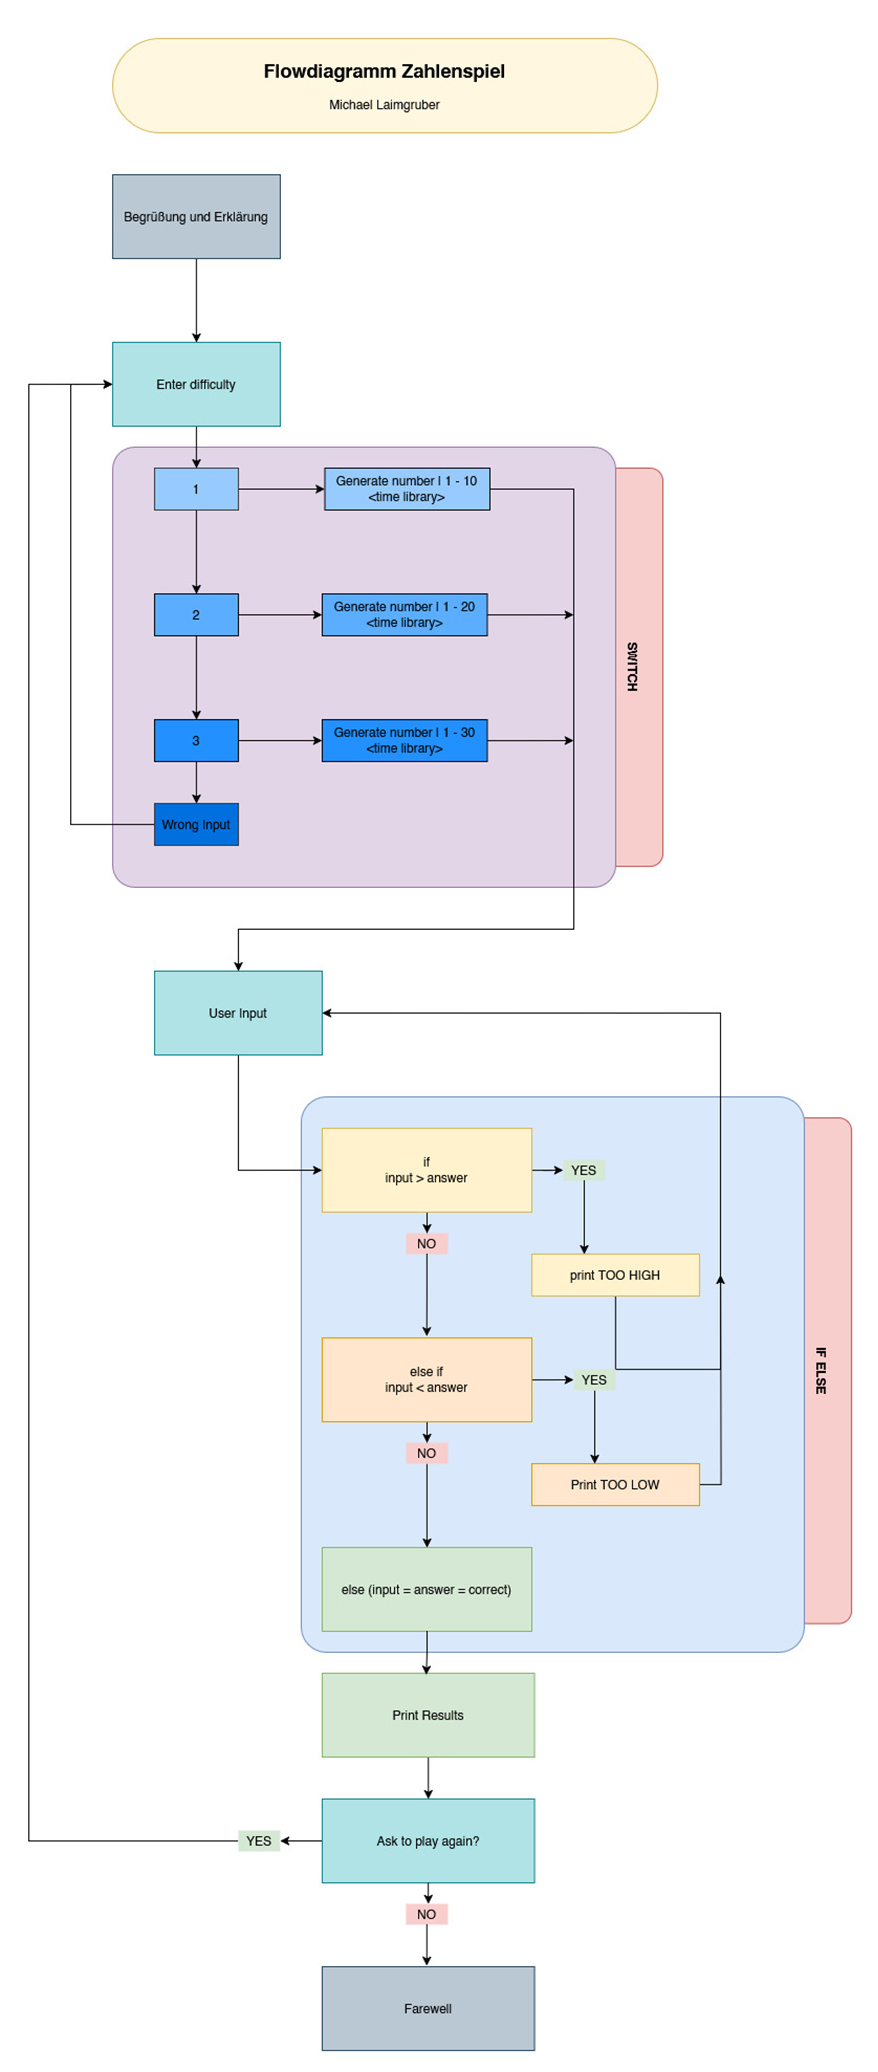 Flowdiagramm Zahlenspiel
Michael Laimgruber
Begrüßung und Erklärung
Enter difficulty
1
Generate number | 1 - 10
<time library>
2
Generate number | 1 - 20
<time library>
3
Generate number | 1 - 30
<time library>
Wrong Input
SWITCH
User Input
if
input > answer
YES
NO
print TOO HIGH
else if
input < answer
YES
NO
Print TOO LOW
IF ELSE
else (input = answer = correct)
Print Results
Ask to play again?
YES
NO
Farewell